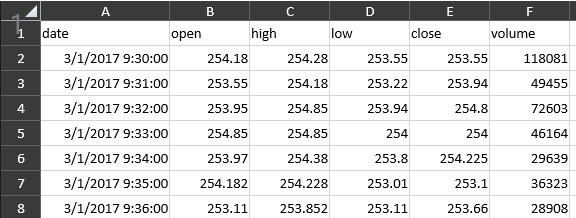 A B C D E F
1 date open high low close volume
2 3/1/2017 9:30:00 254.18 254.28 253.55 253.55 118081
3 3/1/2017 9:31:00 253.55 254.18 253.22 253.94 49455
4 3/1/2017 9:32:00 253.95 254.85 253.94 254.8 72603
5 3/1/2017 9:33:00 254.85 254.85 254 254 46164
6 3/1/2017 9:34:00 253.97 254.38 253.8 254.225 29639
7 3/1/2017 9:35:00 254.182 254.228 253.01 253.1 36323
8 3/1/2017 9:36:00 253.11 253.852 253.11 253.66 28908